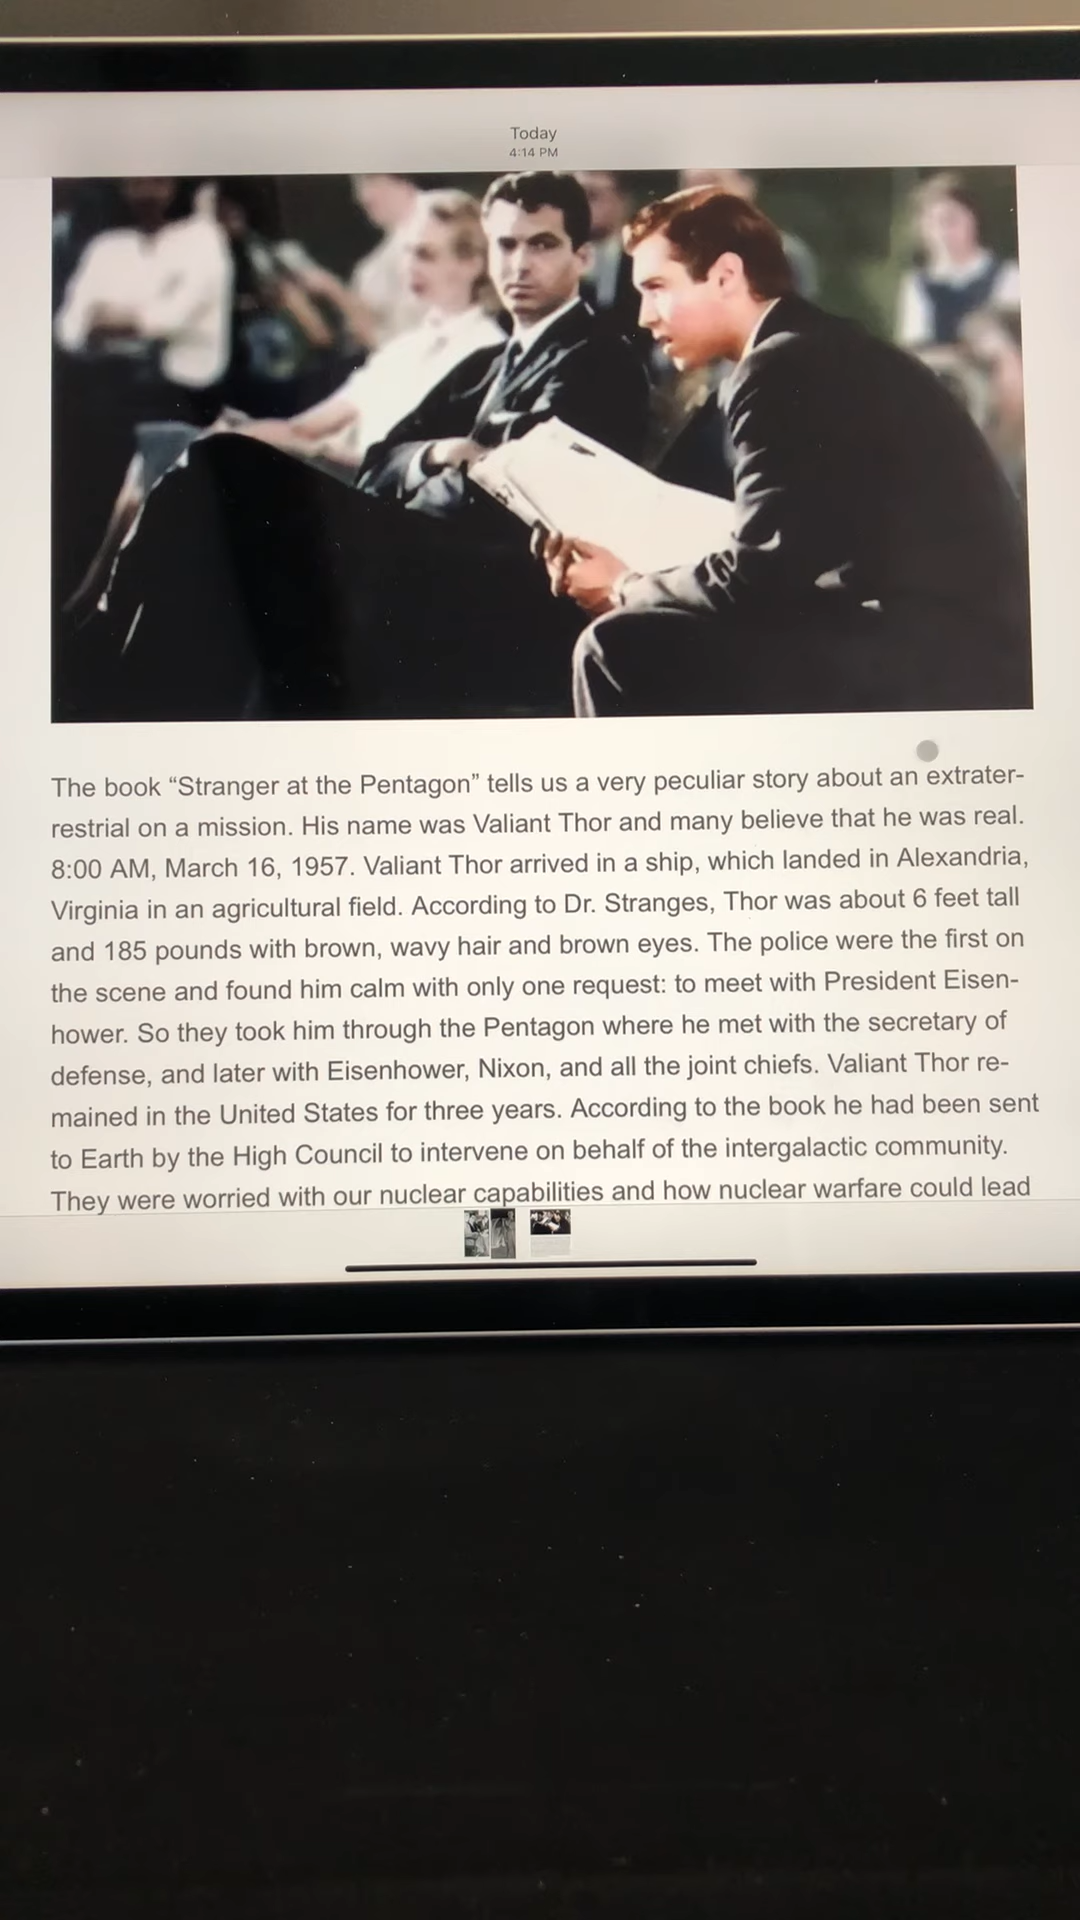 Today
4:14 PM
The book “Stranger at the Pentagon” tells us a very peculiar story about an extrater-
restrial on a mission. His name was Valiant Thor and many believe that he was real.
8:00 AM, March 16, 1957. Valiant Thor arrived in a ship, which landed in Alexandria,
Virginia in an agricultural field. According to Dr. Stranges, Thor was about 6 feet tall
and 185 pounds with brown, wavy hair and brown eyes. The police were the first on
the scene and found him calm with only one request: to meet with President Eisen-
hower. So they took him through the Pentagon where he met with the secretary of
defense, and later with Eisenhower, Nixon, and all the joint chiefs. Valiant Thor re-
mained in the United States for three years. According to the book he had been sent
to Earth by the High Council to intervene on behalf of the intergalactic community.
They were worried with our nuclear capabilities and how nuclear warfare could lead